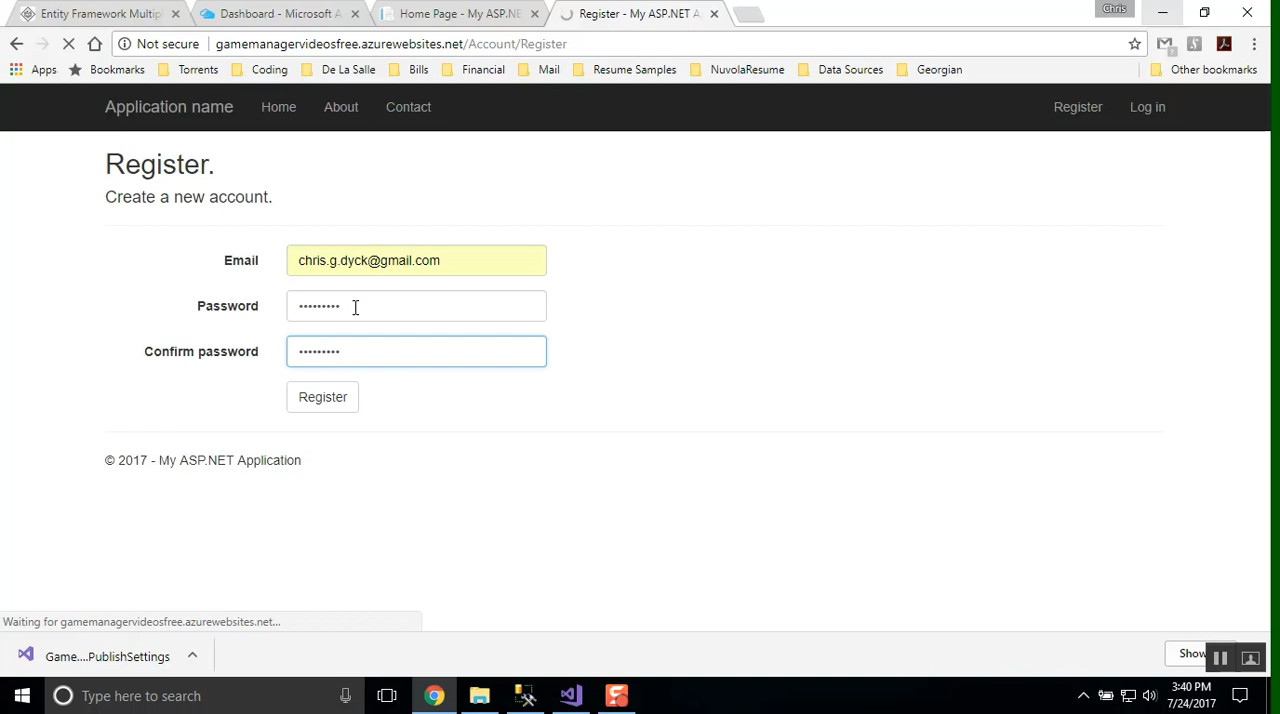 Entity Framework Multip
Dashboard - Microsoft A
Home Page - My ASP.NE
Register - My ASP.NET A
Chris
Not secure
gamemanagervideosfree.azurewebsites.net/Account/Register
Apps
Bookmarks
Torrents
Coding
De La Salle
Bills
Financial
Mail
Resume Samples
NuvolaResume
Data Sources
Georgian
Other bookmarks
Application name
Home
About
Contact
Register
Log in
Register.
Create a new account.
Email
chris.g.dyck@gmail.com
Password
•••••••••
Confirm password
•••••••••
Register
© 2017 - My ASP.NET Application
Waiting for gamemanagervideosfree.azurewebsites.net...
Game....PublishSettings
Show
Type here to search
3:40 PM
7/24/2017